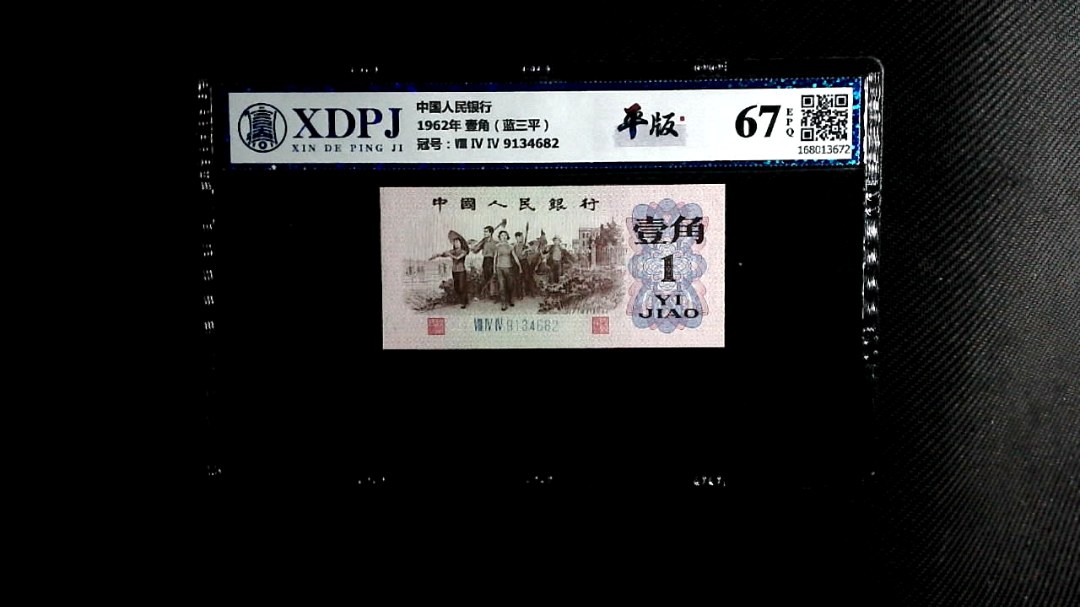 XDPJ
XIN DE PING JI
中国人民银行
1962年 壹角（蓝三平）
冠号：Ⅷ Ⅳ Ⅳ 9134682
平版
67
EPQ
168013672
中國人民銀行
壹角
1
YI
JIAO
Ⅷ Ⅳ Ⅳ 9134682